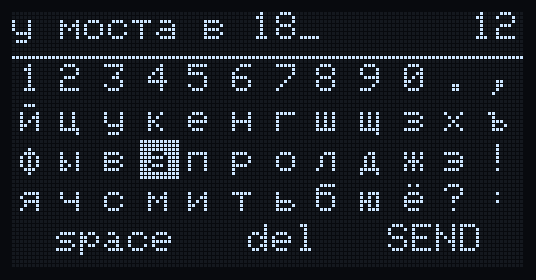 у моста в 18_ 12
1 2 3 4 5 6 7 8 9 0 . ,
й ц у к е н г ш щ з х ъ
ф ы в а п р о л д ж э !
я ч с м и т ь б ю ё ? :
space del SEND